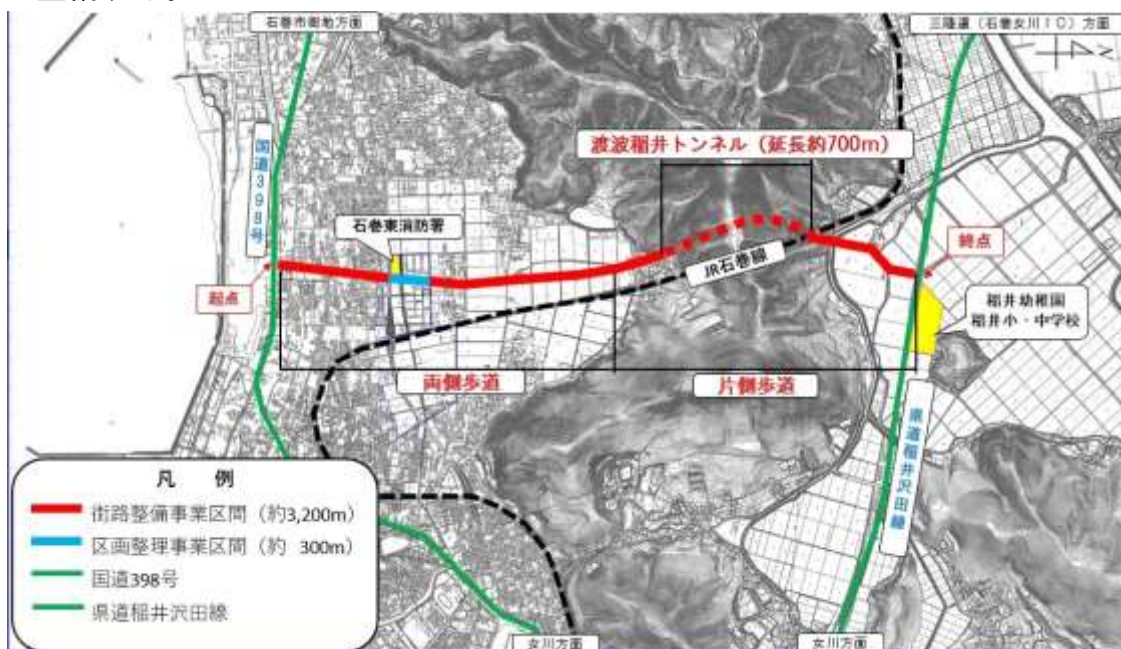 石巻市街地方面
三陸道（石巻女川IC）方面
渡波稲井トンネル（延長約700m）
国道398号
石巻東消防署
JR石巻線
終点
起点
稲井幼稚園
稲井小・中学校
両側歩道
片側歩道
県道稲井沢田線
凡　例
街路整備事業区間（約3,200m）
区画整理事業区間（約　300m）
国道398号
県道稲井沢田線
女川方面
女川方面